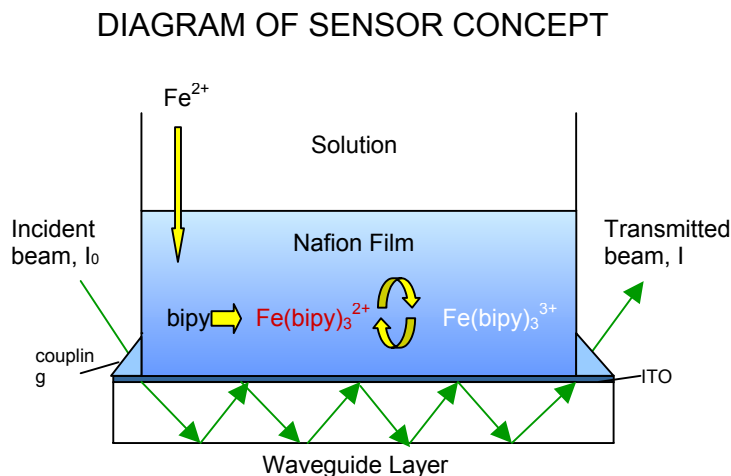 DIAGRAM OF SENSOR CONCEPT
Fe²⁺
Solution
Incident
beam, I₀
Transmitted
beam, I
Nafion Film
bipy
Fe(bipy)₃²⁺
Fe(bipy)₃³⁺
couplin
g
ITO
Waveguide Layer